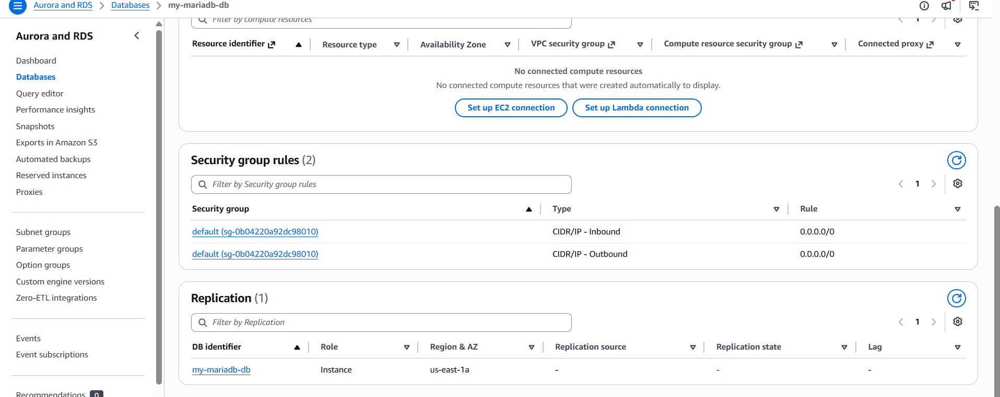 Aurora and RDS > Databases > my-mariadb-db
Aurora and RDS
Dashboard
Databases
Query editor
Performance insights
Snapshots
Exports in Amazon S3
Automated backups
Reserved instances
Proxies
Subnet groups
Parameter groups
Option groups
Custom engine versions
Zero-ETL integrations
Events
Event subscriptions
Recommendations 0
Filter by compute resources
1
Resource identifier Resource type Availability Zone VPC security group Compute resource security group Connected proxy
No connected compute resources
No connected compute resources that were created automatically to display.
Set up EC2 connection Set up Lambda connection
Security group rules (2)
Filter by Security group rules
1
Security group Type Rule
default (sg-0b04220a92dc98010) CIDR/IP - Inbound 0.0.0.0/0
default (sg-0b04220a92dc98010) CIDR/IP - Outbound 0.0.0.0/0
Replication (1)
Filter by Replication
1
DB identifier Role Region & AZ Replication source Replication state Lag
my-mariadb-db Instance us-east-1a - - -